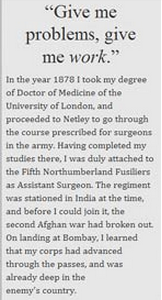 “Give me
problems, give
me work.”
In the year 1878 I took my degree
of Doctor of Medicine of the
University of London, and
proceeded to Netley to go through
the course prescribed for surgeons
in the army. Having completed my
studies there, I was duly attached to
the Fifth Northumberland Fusiliers
as Assistant Surgeon. The regiment
was stationed in India at the time,
and before I could join it, the
second Afghan war had broken out.
On landing at Bombay, I learned
that my corps had advanced
through the passes, and was
already deep in the
enemy’s country.